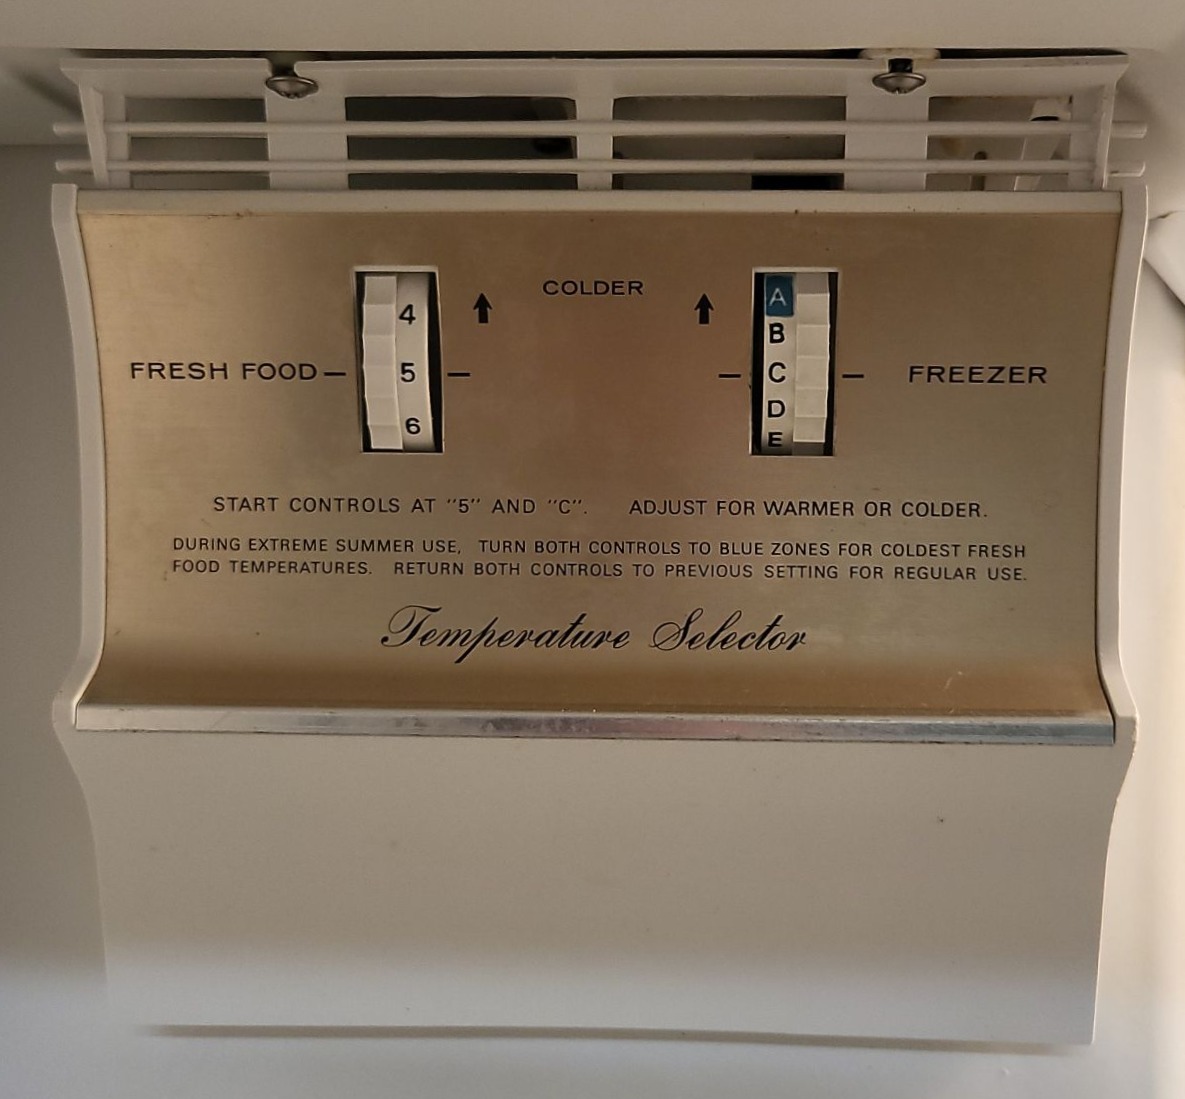 COLDER
4
5
6
A
B
C
D
E
FRESH FOOD
FREEZER
START CONTROLS AT "5" AND "C". ADJUST FOR WARMER OR COLDER.
DURING EXTREME SUMMER USE, TURN BOTH CONTROLS TO BLUE ZONES FOR COLDEST FRESH
FOOD TEMPERATURES. RETURN BOTH CONTROLS TO PREVIOUS SETTING FOR REGULAR USE.
Temperature Selector